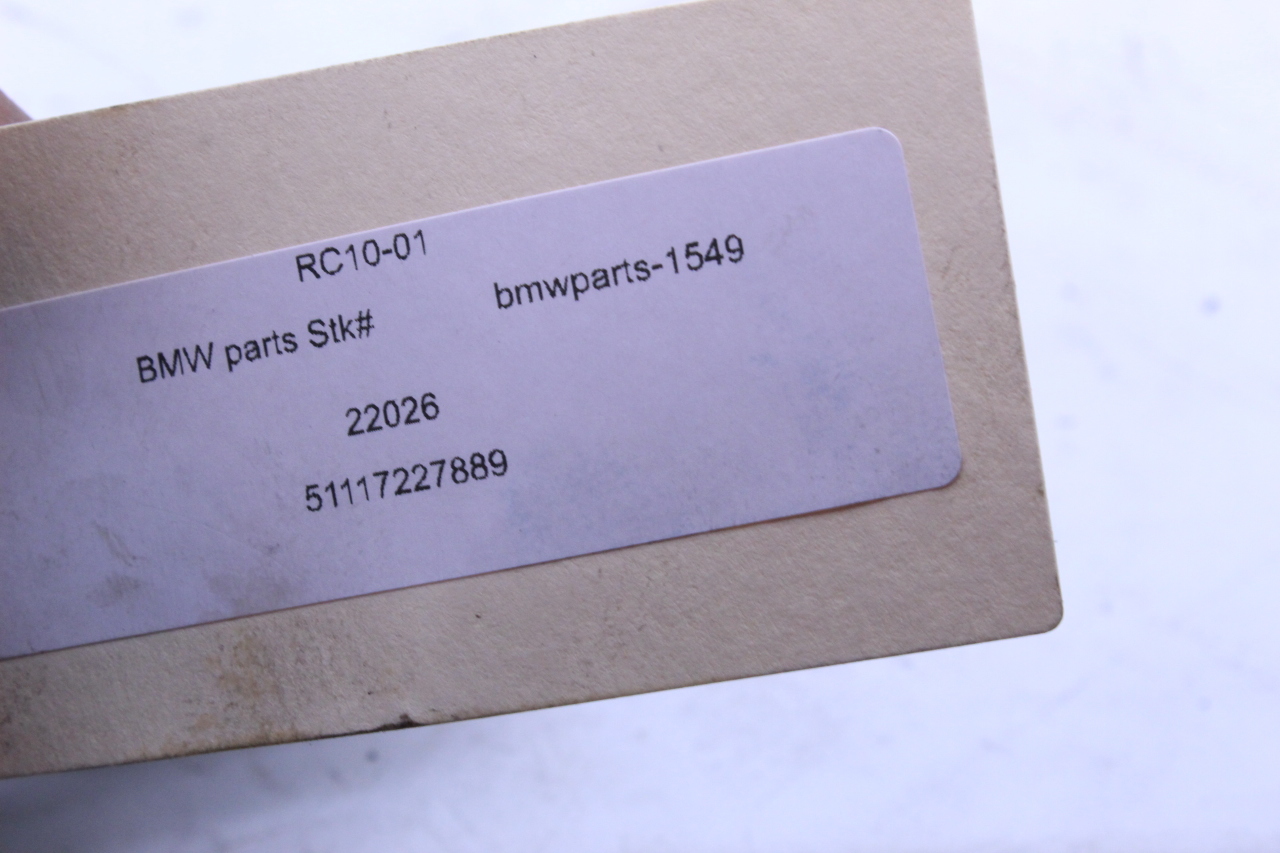 RC10-01
BMW parts Stk# bmwparts-1549
22026
51117227889